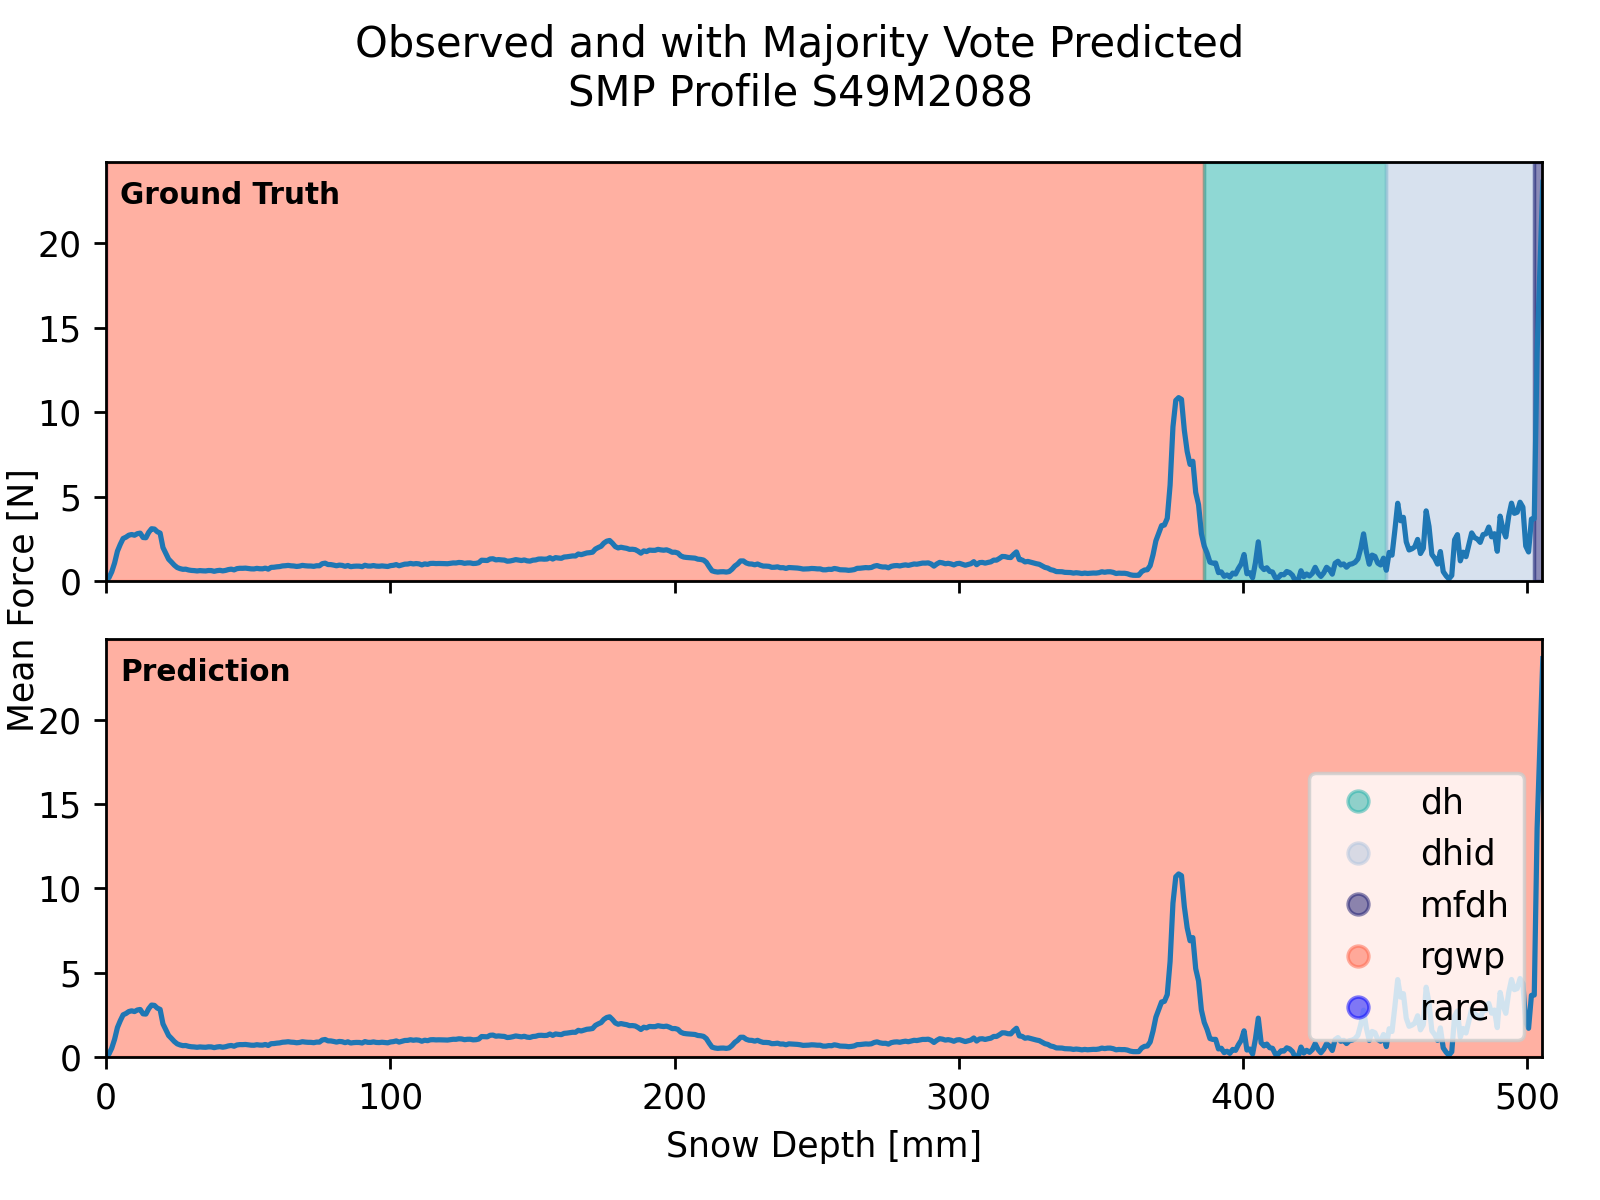 Observed and with Majority Vote Predicted
SMP Profile S49M2088
Ground Truth
20
15
10
5
0
Mean Force [N]
Prediction
20
15
10
5
0
dh
dhid
mfdh
rgwp
rare
0 100 200 300 400 500
Snow Depth [mm]